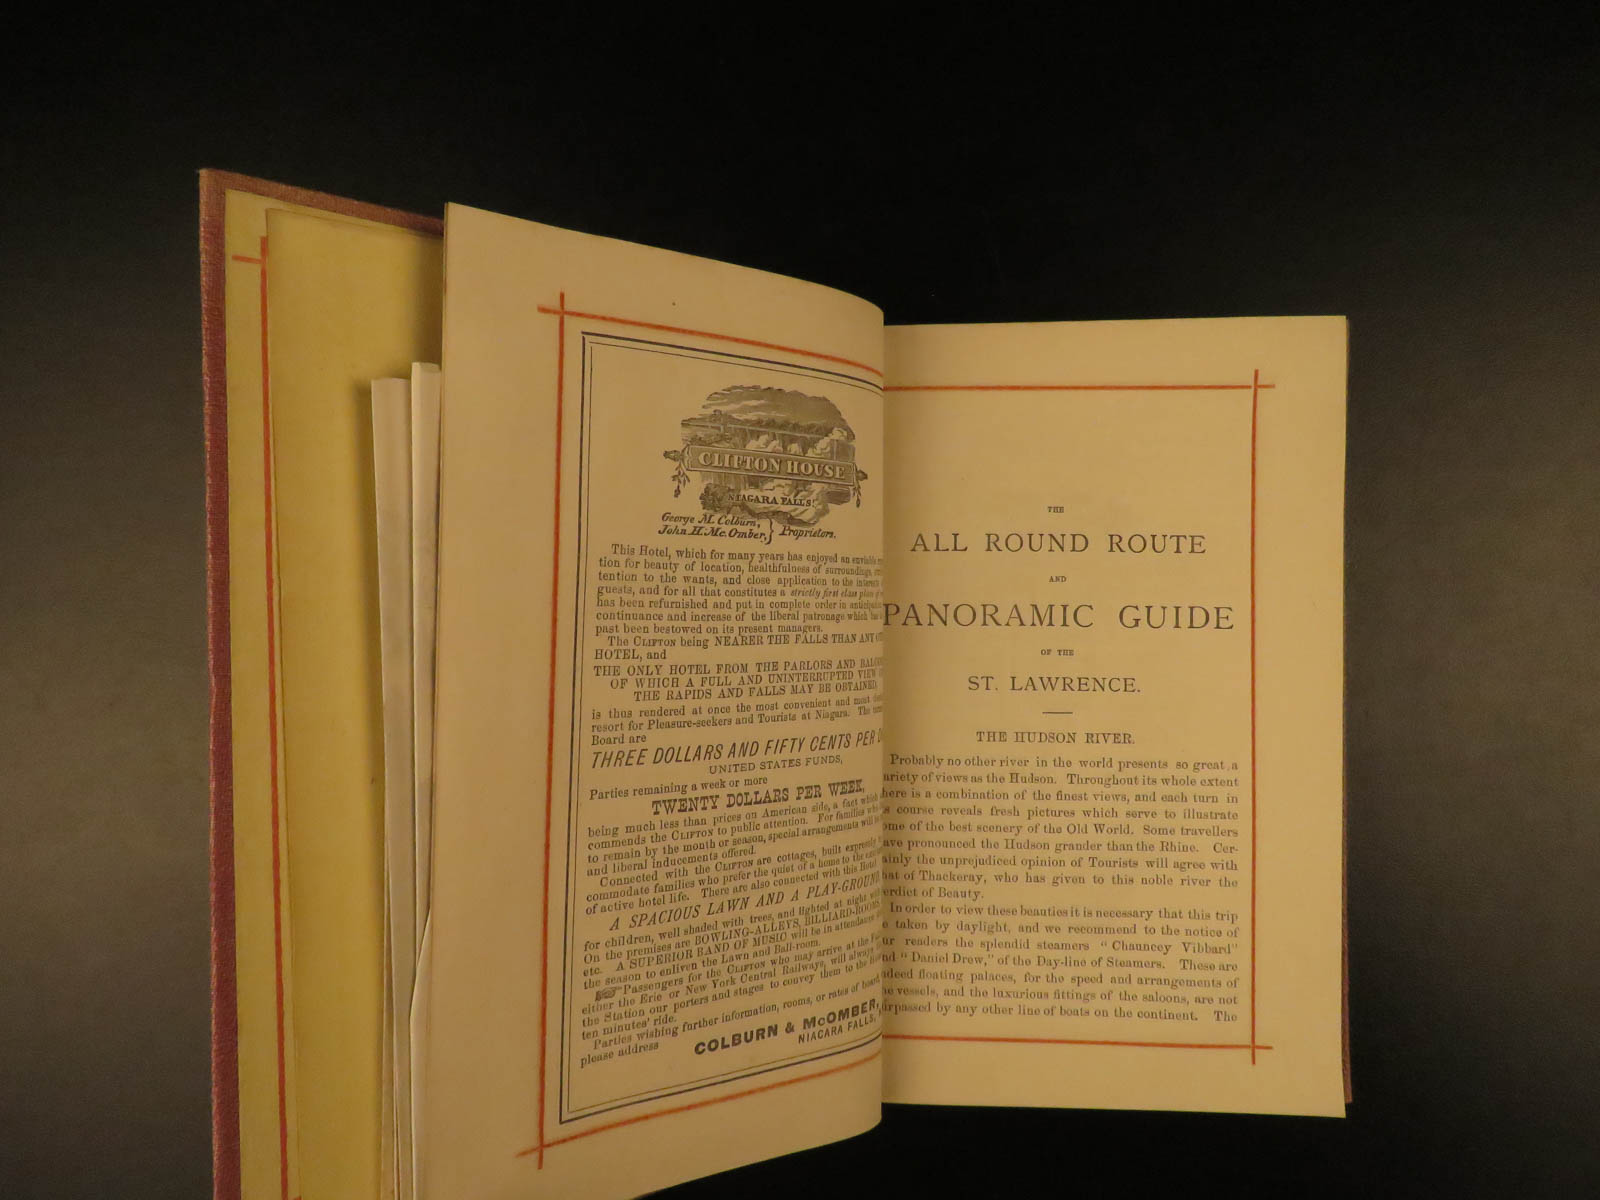 CLIFTON HOUSE
NIAGARA FALLS
George M. Colburn,
John H. Mc.Omber,} Proprietors.
This Hotel, which for many years has enjoyed an enviable
tion for beauty of location, healthfulness of surroundings,
tention to the wants, and close application to the interests
guests, and for all that constitutes a strictly first class place
has been refurnished and put in complete order in anticipation
continuance and increase of the liberal patronage which has
past been bestowed on its present managers.
The CLIFTON being NEARER THE FALLS THAN ANY
HOTEL, and
THE ONLY HOTEL FROM THE PARLORS AND
OF WHICH A FULL AND UNINTERRUPTED VIEW
THE RAPIDS AND FALLS MAY BE OBTAINED,
is thus rendered at once the most convenient and most
resort for Pleasure-seekers and Tourists at Niagara. The
Board are
THREE DOLLARS AND FIFTY CENTS PER
UNITED STATES FUNDS,
Parties remaining a week or more
TWENTY DOLLARS PER WEEK,
being much less than prices on American side, a fact which
commends the CLIFTON to public attention. For families who
to remain by the month or season, special arrangements will be
and liberal inducements offered.
Connected with the CLIFTON are cottages, built expressly
commodate families who prefer the quiet of a home to the
of active hotel life. There are also connected with this Hotel
A SPACIOUS LAWN AND A PLAY-GROUND
for children, well shaded with trees, and lighted at night with
On the premises are BOWLING-ALLEYS, BILLIARD-ROOMS,
etc. A SUPERIOR BAND OF MUSIC will be in attendance
the season to enliven the Lawn and Ball-room.
Passengers for the CLIFTON who may arrive at the
either the Erie or New York Central Railways, will always
the Station our porters and stages to convey them to the
ten minutes' ride.
Parties wishing further information, rooms, or rates of board,
please address
COLBURN & McOMBER,
NIAGARA FALLS,
THE
ALL ROUND ROUTE
AND
PANORAMIC GUIDE
OF THE
ST. LAWRENCE.
THE HUDSON RIVER.
Probably no other river in the world presents so great a
ariety of views as the Hudson. Throughout its whole extent
here is a combination of the finest views, and each turn in
s course reveals fresh pictures which serve to illustrate
ome of the best scenery of the Old World. Some travellers
ave pronounced the Hudson grander than the Rhine. Cer-
ainly the unprejudiced opinion of Tourists will agree with
hat of Thackeray, who has given to this noble river the
erdict of Beauty.
In order to view these beauties it is necessary that this trip
e taken by daylight, and we recommend to the notice of
ur readers the splendid steamers "Chauncey Vibbard"
nd "Daniel Drew," of the Day-line of Steamers. These are
ndeed floating palaces, for the speed and arrangements of
he vessels, and the luxurious fittings of the saloons, are not
urpassed by any other line of boats on the continent. The